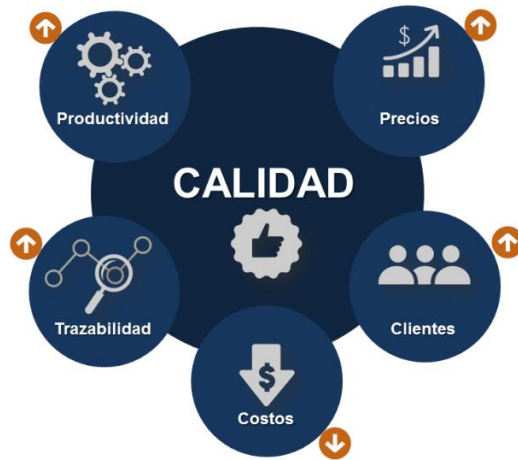 Productividad
$
Precios
CALIDAD
Trazabilidad
Clientes
$
Costos